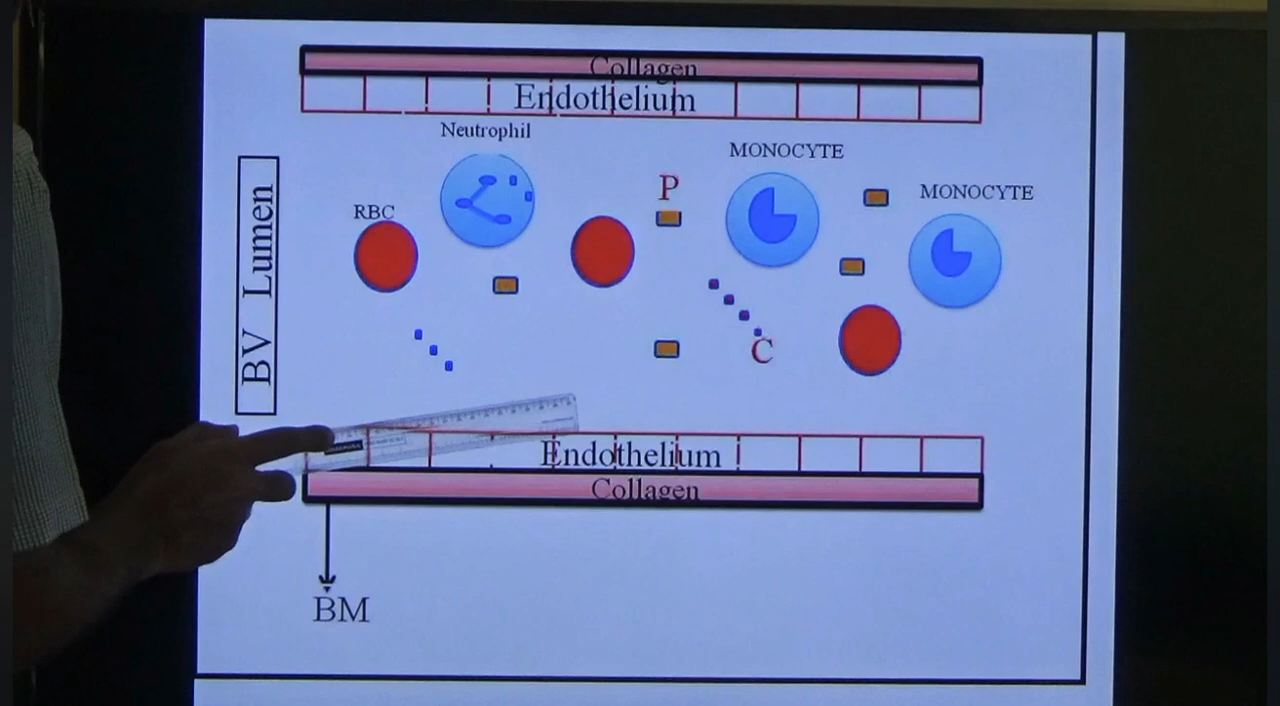 Collagen
Endothelium
Neutrophil
MONOCYTE
P
MONOCYTE
RBC
BV Lumen
C
Endothelium
Collagen
BM